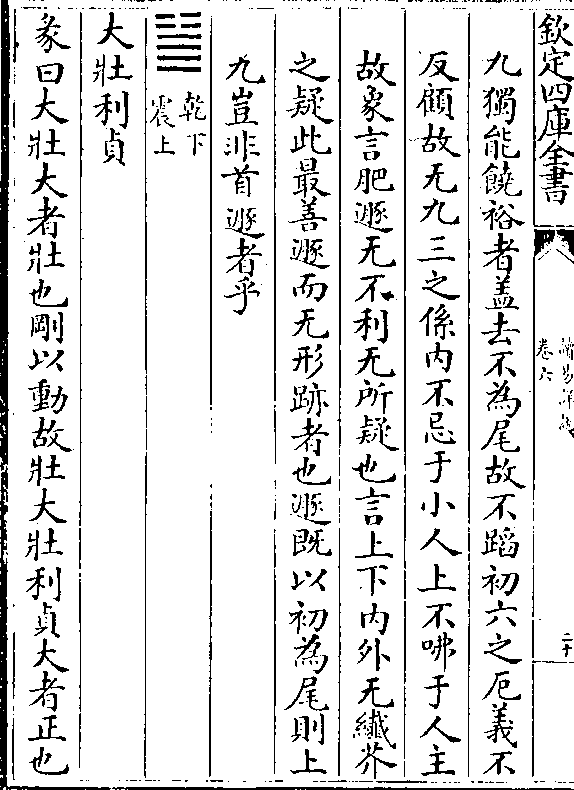 欽定四庫全書
卷六
二十
九獨能饒裕者蓋去不為尾故不蹈初六之厄義不
反顧故无九三之係内不忌于小人上不咈于人主
故象言肥遯无不利无所疑也言上下内外无纖芥
之疑此最善遯而无形跡者也遯既以初為尾則上
九豈非首遯者乎
䷡
乾下
震上
大壯利貞
彖曰大壯大者壯也剛以動故壯大壯利貞大者正也